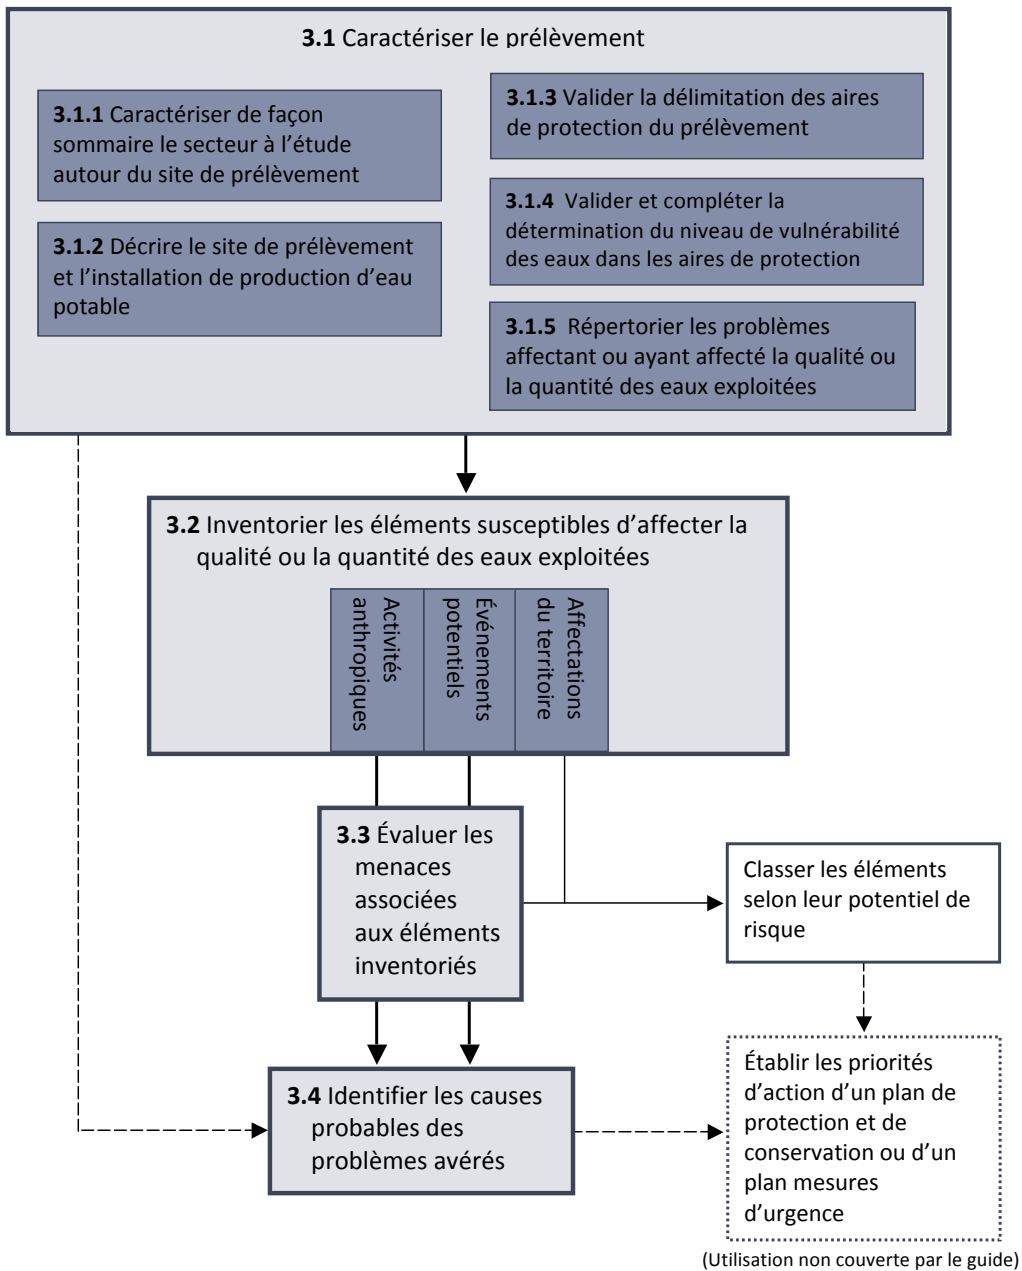 3.1 Caractériser le prélèvement
3.1.1 Caractériser de façon
sommaire le secteur à l’étude
autour du site de prélèvement
3.1.2 Décrire le site de prélèvement
et l’installation de production d’eau
potable
3.1.3 Valider la délimitation des aires
de protection du prélèvement
3.1.4 Valider et compléter la
détermination du niveau de vulnérabilité
des eaux dans les aires de protection
3.1.5 Répertorier les problèmes
affectant ou ayant affecté la qualité ou
la quantité des eaux exploitées
3.2 Inventorier les éléments susceptibles d’affecter la
qualité ou la quantité des eaux exploitées
Activités
anthropiques
Événements
potentiels
Affectations
du territoire
3.3 Évaluer les
menaces
associées
aux éléments
inventoriés
Classer les éléments
selon leur potentiel de
risque
3.4 Identifier les causes
probables des
problèmes avérés
Établir les priorités
d’action d’un plan de
protection et de
conservation ou d’un
plan mesures
d’urgence
(Utilisation non couverte par le guide)